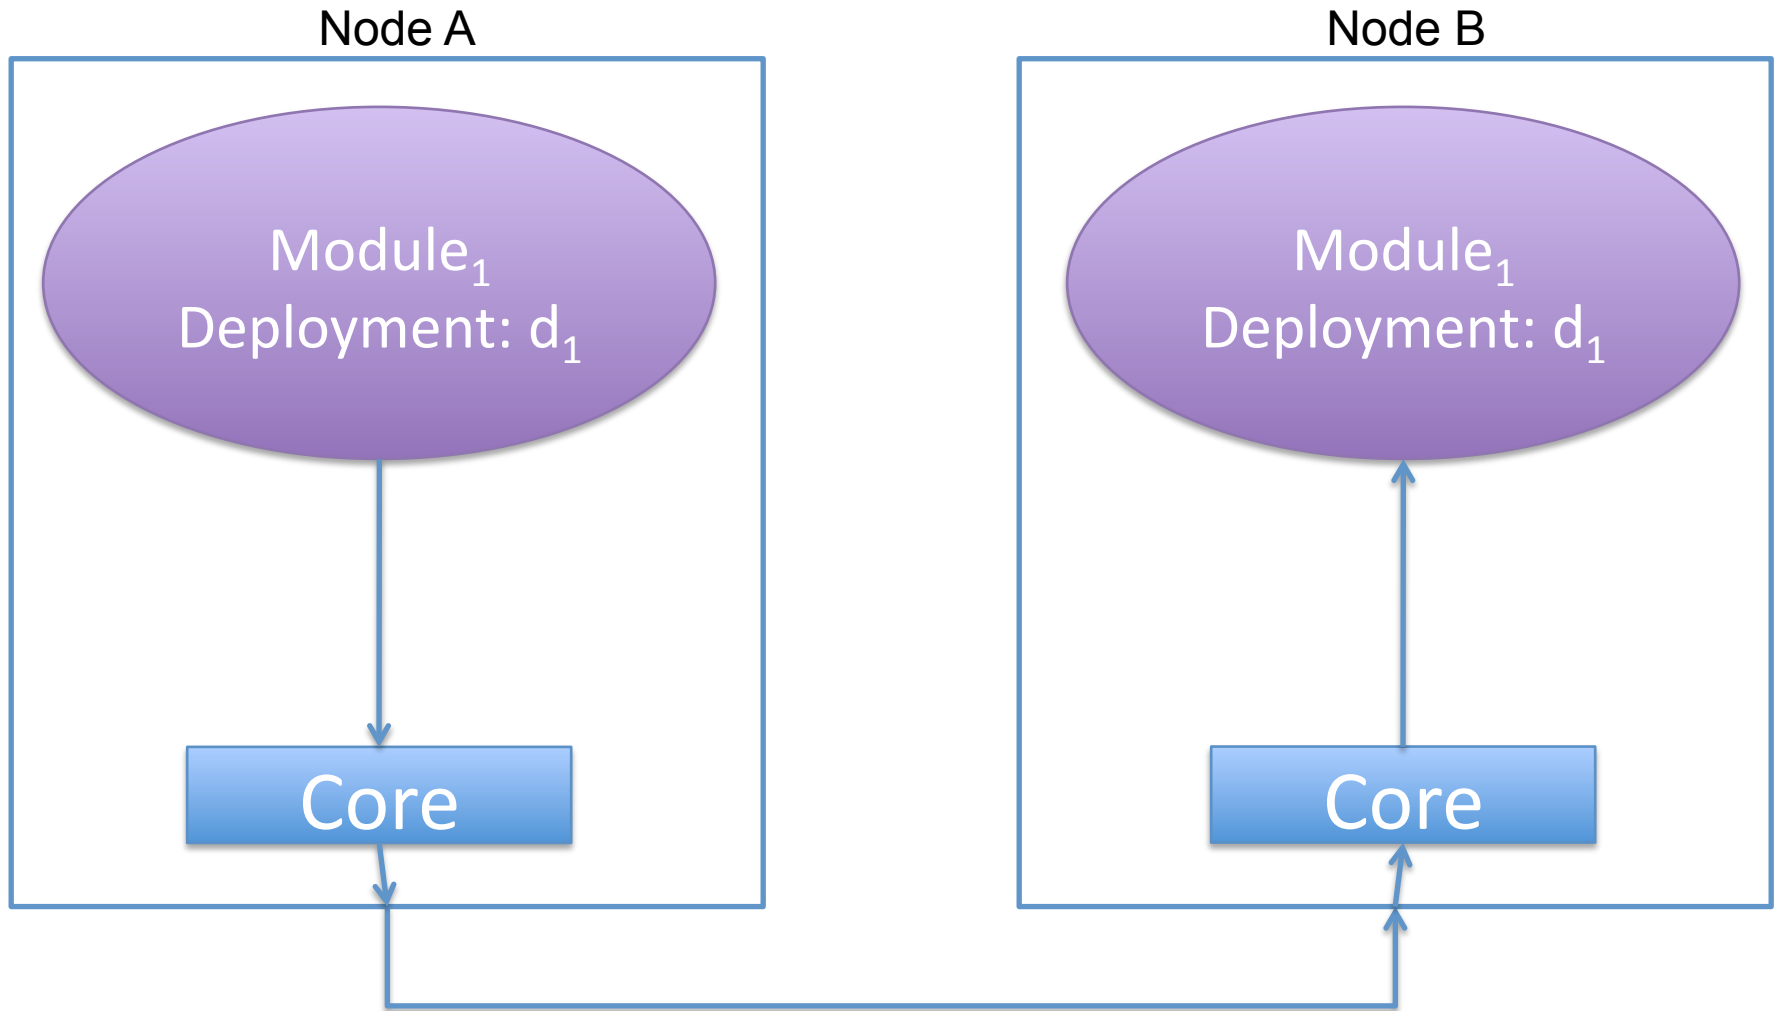 Node A
Node B
Module₁
Deployment: d₁
Module₁
Deployment: d₁
Core
Core